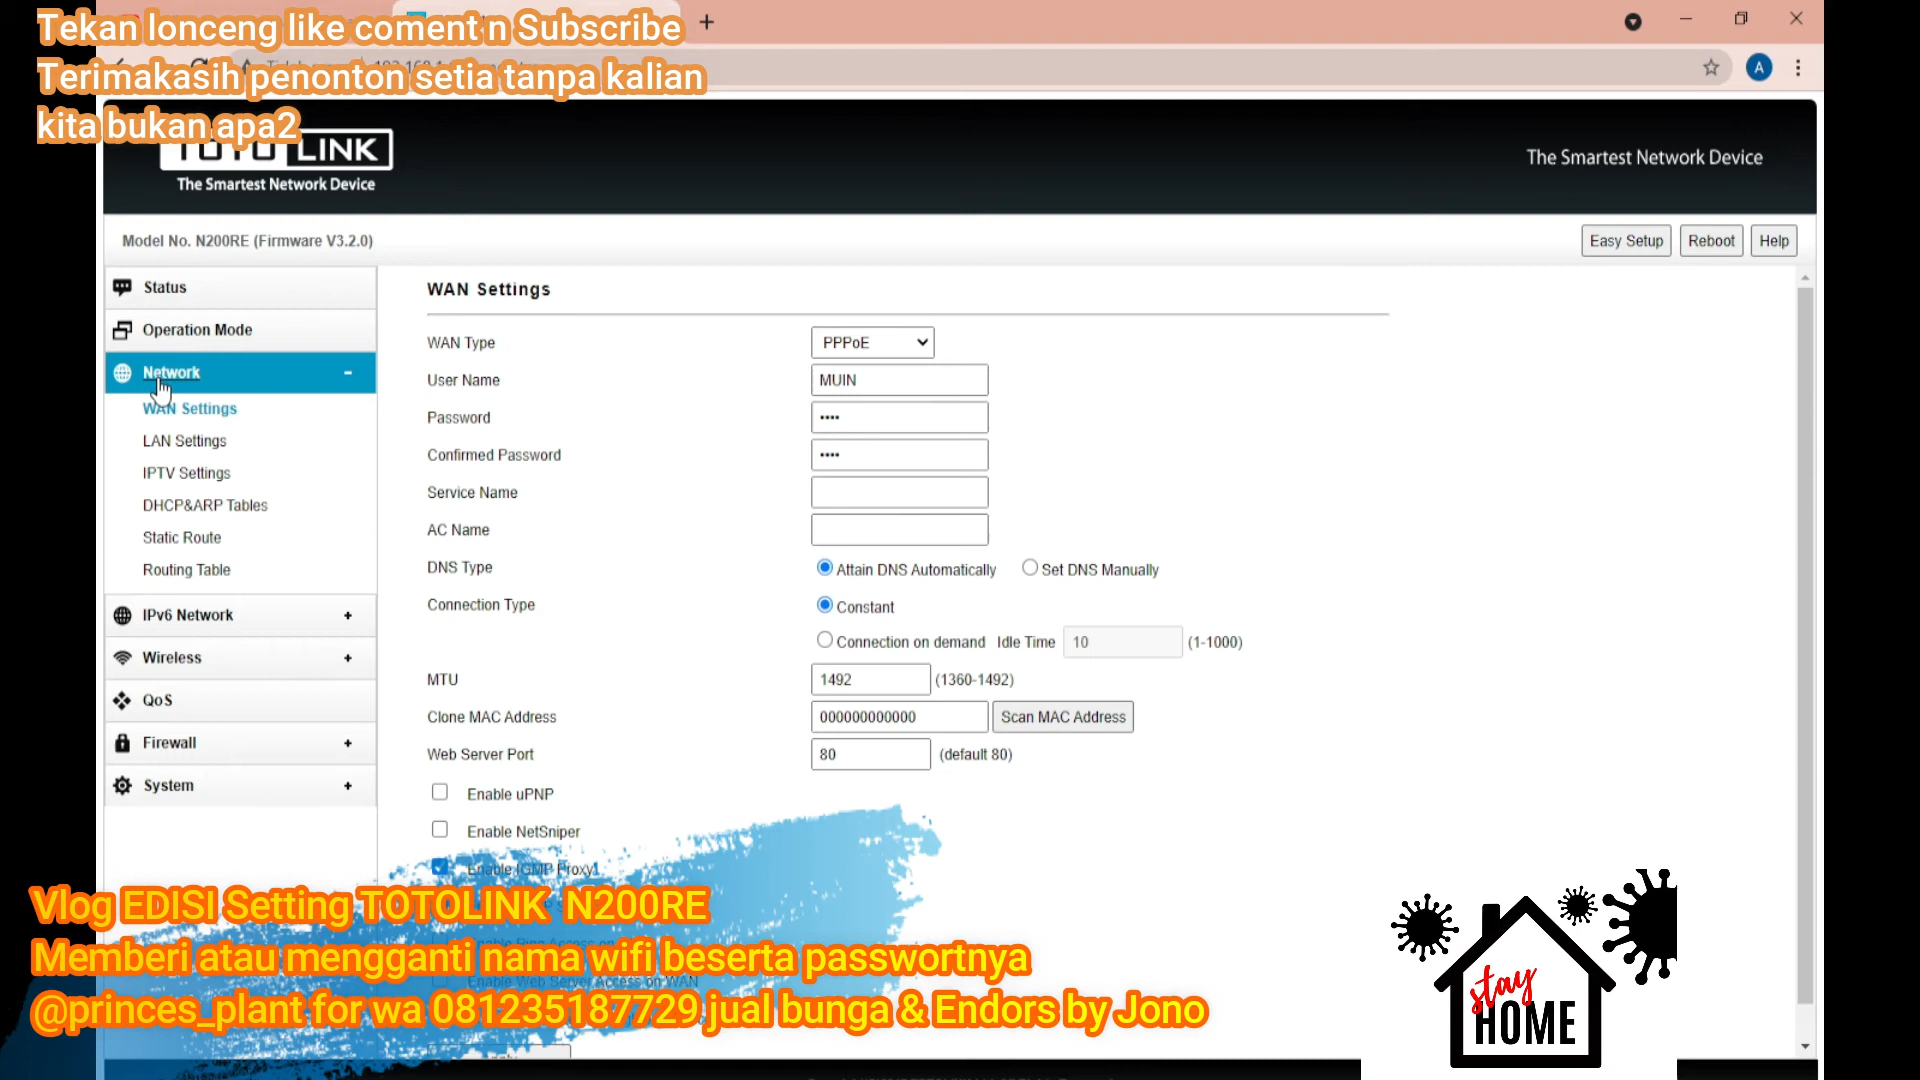 Tekan lonceng like coment n Subscribe
Terimakasih penonton setia tanpa kalian
kita bukan apa2
A
TOTO LINK
The Smartest Network Device
The Smartest Network Device
Model No. N200RE (Firmware V3.2.0)
Easy Setup
Reboot
Help
Status
Operation Mode
Network
WAN Settings
LAN Settings
IPTV Settings
DHCP&ARP Tables
Static Route
Routing Table
IPv6 Network
Wireless
QoS
Firewall
System
WAN Settings
WAN Type PPPoE
User Name MUIN
Password ••••
Confirmed Password ••••
Service Name
AC Name
DNS Type Attain DNS Automatically Set DNS Manually
Connection Type Constant
Connection on demand Idle Time 10 (1-1000)
MTU 1492 (1360-1492)
Clone MAC Address 000000000000 Scan MAC Address
Web Server Port 80 (default 80)
Enable uPNP
Enable NetSniper
Enable IGMP Proxy
Enable Web Server Access on WAN
Vlog EDISI Setting TOTOLINK N200RE
Memberi atau mengganti nama wifi beserta passwortnya
@princes_plant for wa 081235187729 jual bunga & Endors by Jono
stay
HOME